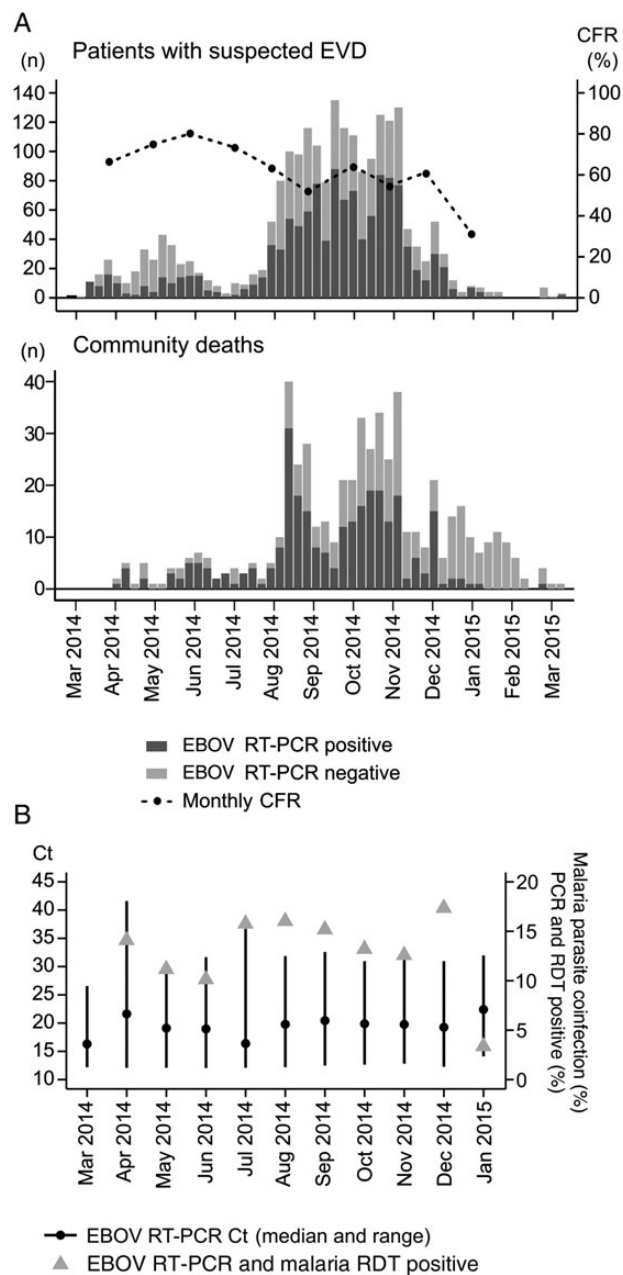 A
Patients with suspected EVD
(n)
CFR
(%)
140
120
100
80
60
40
20
0
100
80
60
40
20
0
(n)
Community deaths
40
30
20
10
0
Mar 2014
Apr 2014
May 2014
Jun 2014
Jul 2014
Aug 2014
Sep 2014
Oct 2014
Nov 2014
Dec 2014
Jan 2015
Feb 2015
Mar 2015
EBOV RT-PCR positive
EBOV RT-PCR negative
Monthly CFR
B
Ct
45
40
35
30
25
20
15
10
20
15
10
5
0
Malaria parasite coinfection (%)
PCR and RDT positive (%)
Mar 2014
Apr 2014
May 2014
Jun 2014
Jul 2014
Aug 2014
Sep 2014
Oct 2014
Nov 2014
Dec 2014
Jan 2015
EBOV RT-PCR Ct (median and range)
EBOV RT-PCR and malaria RDT positive